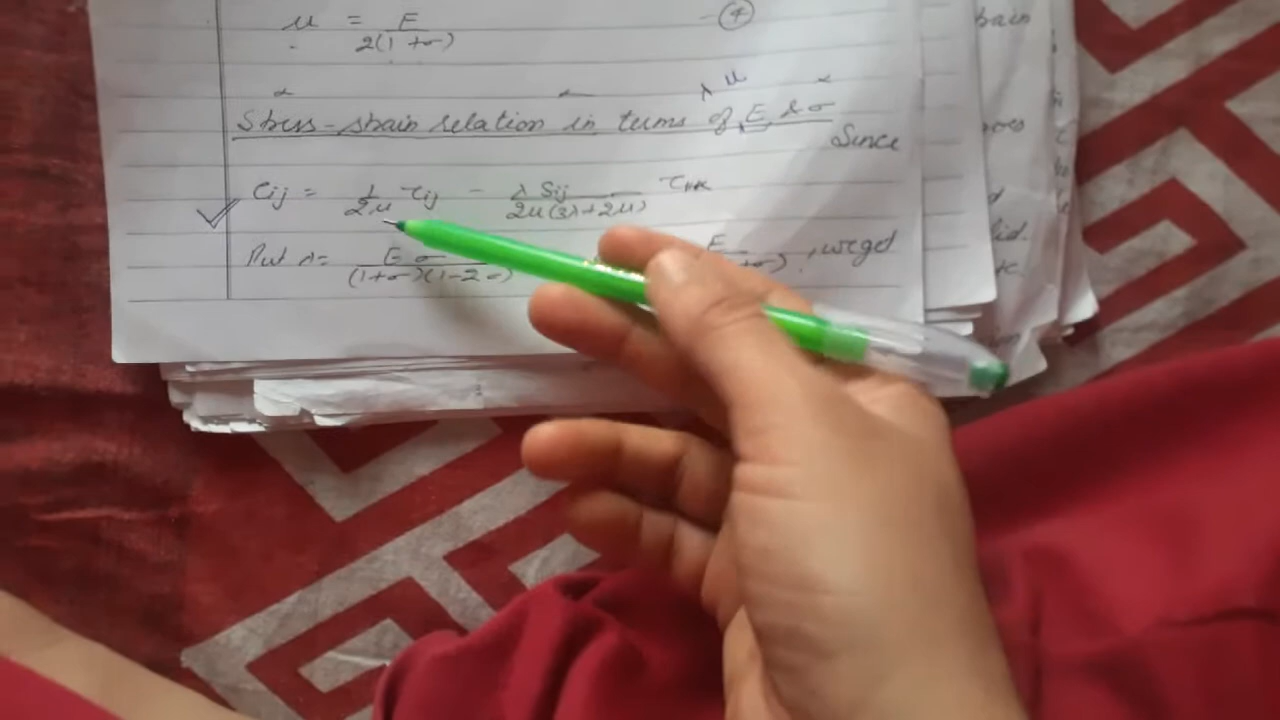 μ = E / 2(1+σ) - ④
λ μ
Stress-strain relation in terms of E & σ
Since
eij = 1/2μ τij - λ δij / 2μ(3λ+2μ) τkk
Put λ = Eσ / (1+σ)(1-2σ) E +σ) , we get